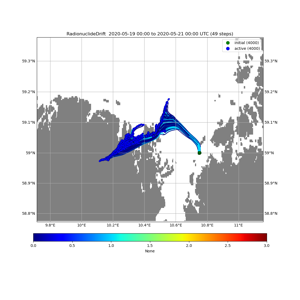 RadionuclideDrift 2020-05-19 00:00 to 2020-05-21 00:00 UTC (49 steps)
initial (4000)
active (4000)
59.3°N
59.2°N
59.1°N
59°N
58.9°N
58.8°N
59.3°N
59.2°N
59.1°N
59°N
58.9°N
58.8°N
9.8°E
10°E
10.2°E
10.4°E
10.6°E
10.8°E
11°E
0.0
0.5
1.0
1.5
2.0
2.5
3.0
None